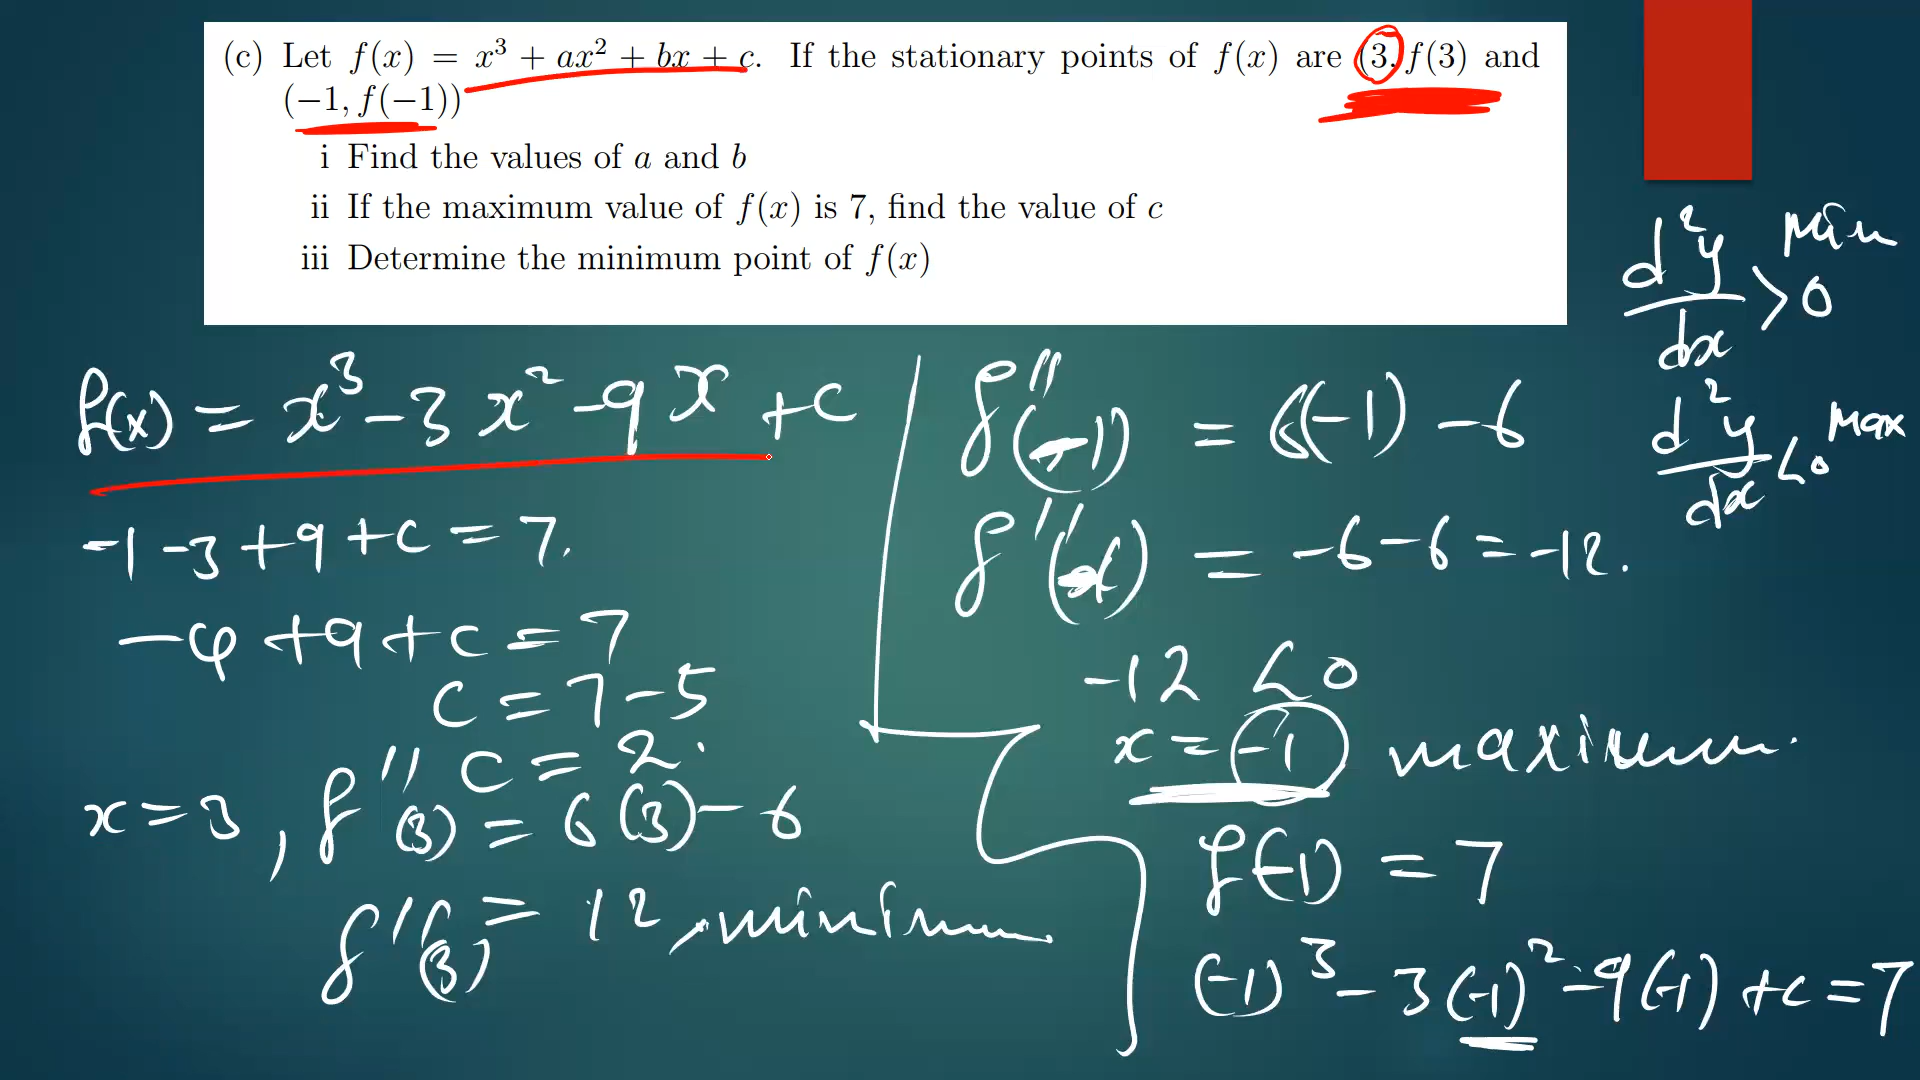 (c) Let f(x) = x³ + ax² + bx + c. If the stationary points of f(x) are (3, f(3) and
(−1, f(−1))
i Find the values of a and b
ii If the maximum value of f(x) is 7, find the value of c
iii Determine the minimum point of f(x)
d²y/dx > 0 Min
d²y/dx < 0 Max
f(x) = x³ − 3x² − 9x + c
−1 − 3 + 9 + c = 7.
−4 + 9 + c = 7
c = 7 − 5
c = 2.
x = 3, f''(3) = 6(3) − 6
f''(3) = 12, minimum.
f''(−1) = 6(−1) − 6
f''(-1) = −6 − 6 = −12.
−12 < 0
x = −1 maximum.
f(−1) = 7
(−1)³ − 3(−1)² − 9(−1) + c = 7